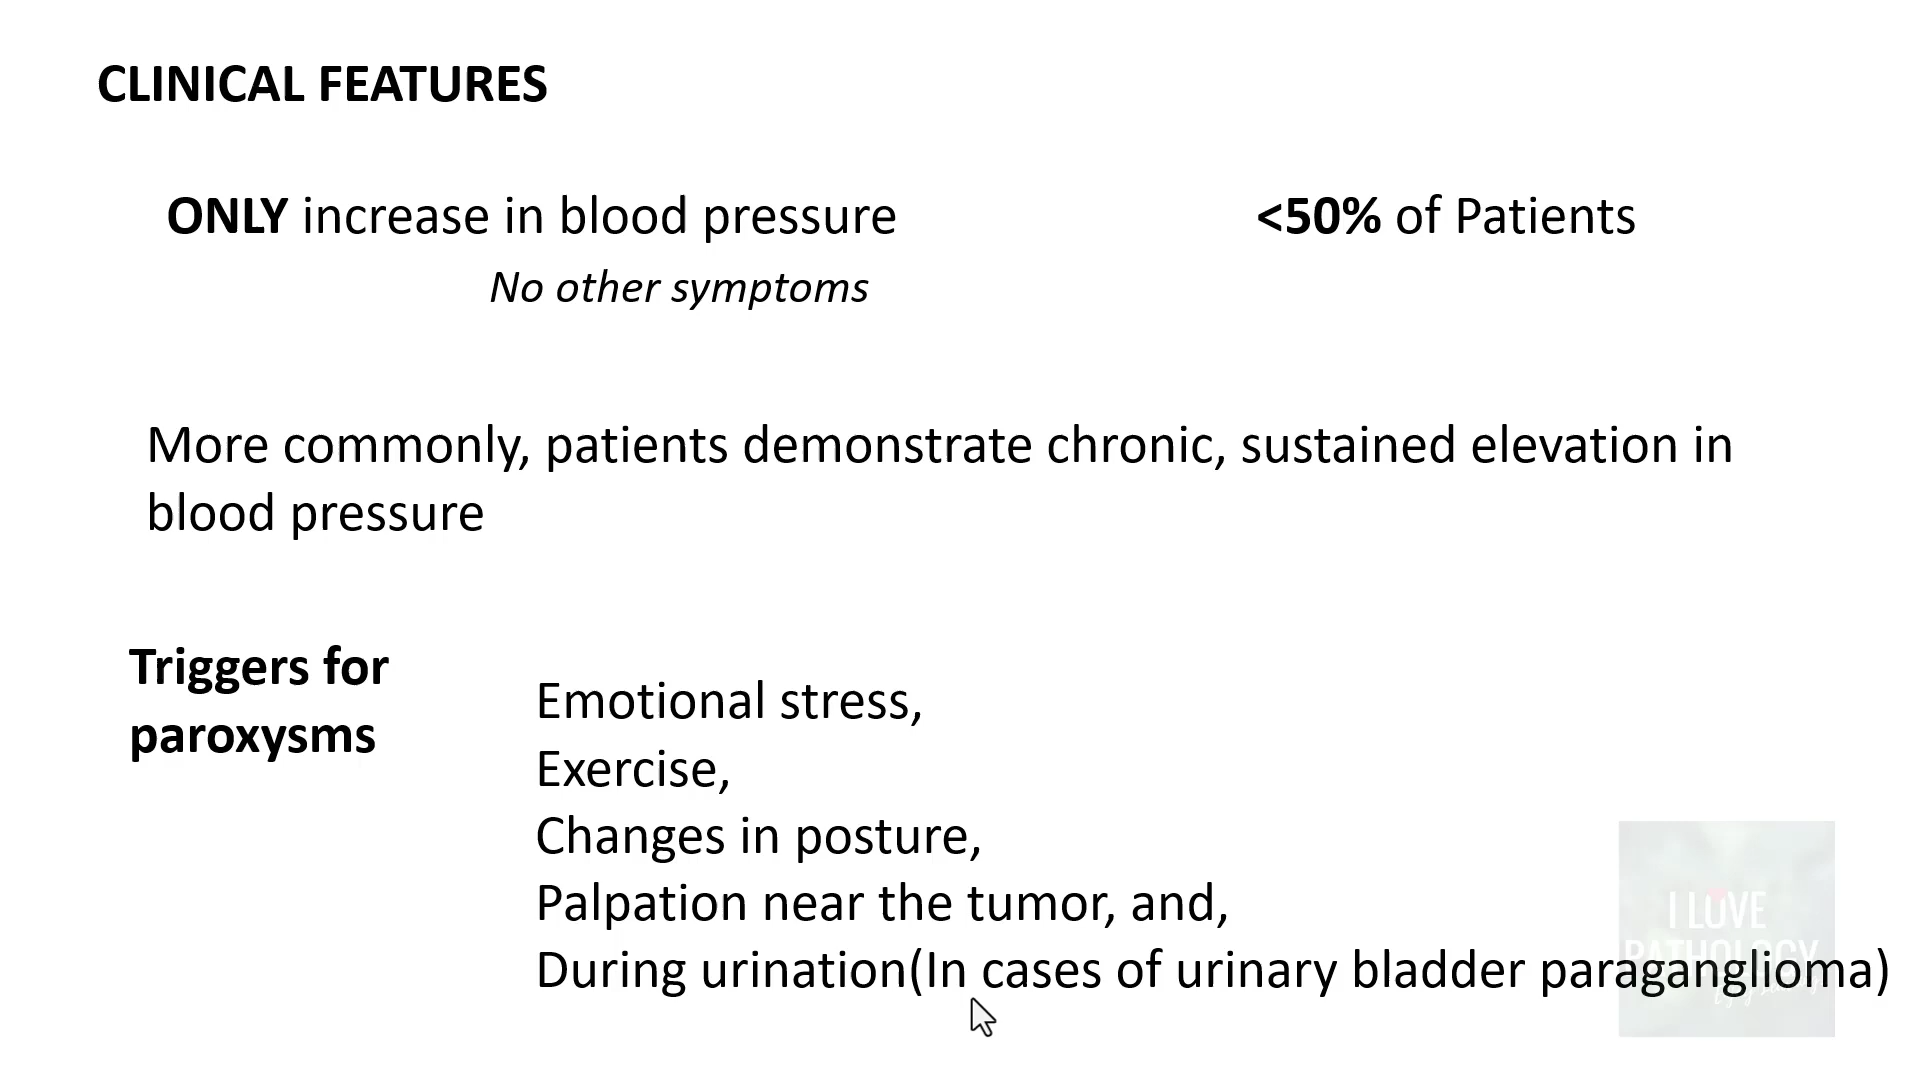 CLINICAL FEATURES
ONLY increase in blood pressure
<50% of Patients
No other symptoms
More commonly, patients demonstrate chronic, sustained elevation in
blood pressure
Triggers for
paroxysms
Emotional stress,
Exercise,
Changes in posture,
Palpation near the tumor, and,
During urination(In cases of urinary bladder paraganglioma)
I LOVE
PATHOLOGY